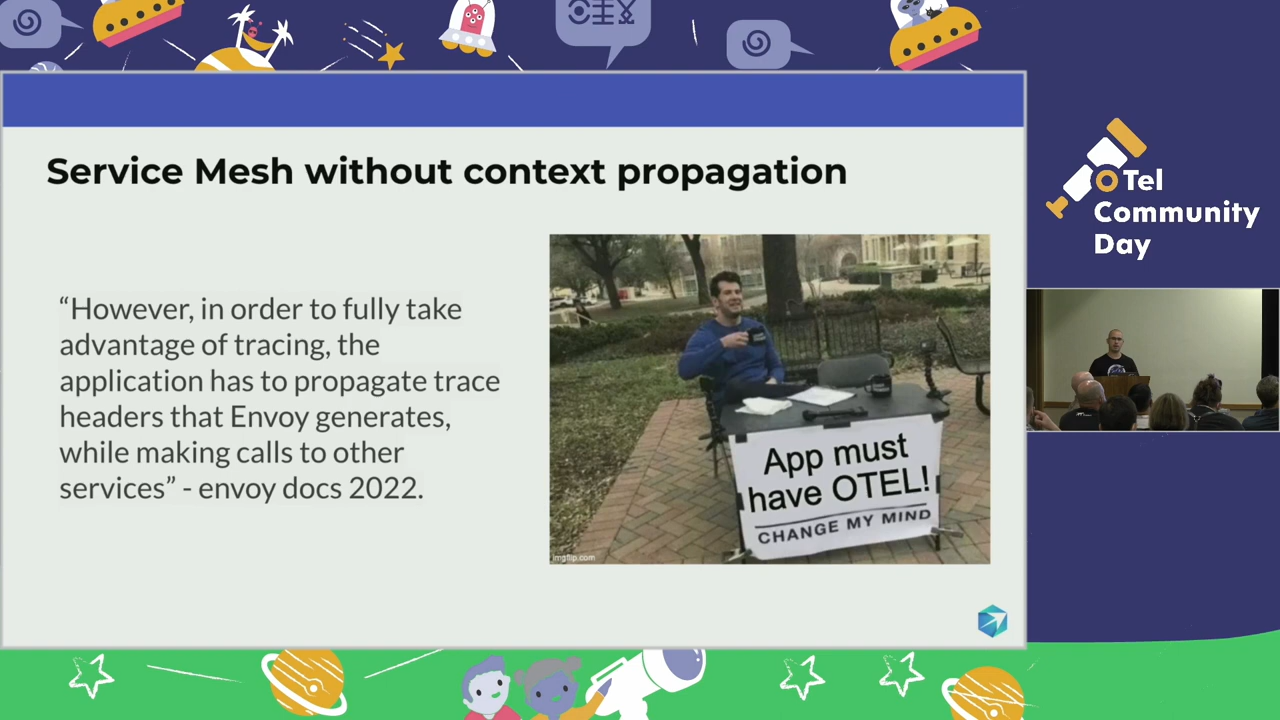 Service Mesh without context propagation
“However, in order to fully take
advantage of tracing, the
application has to propagate trace
headers that Envoy generates,
while making calls to other
services” - envoy docs 2022.
App must
have OTEL!
CHANGE MY MIND
imgflip.com
OTel
Community
Day